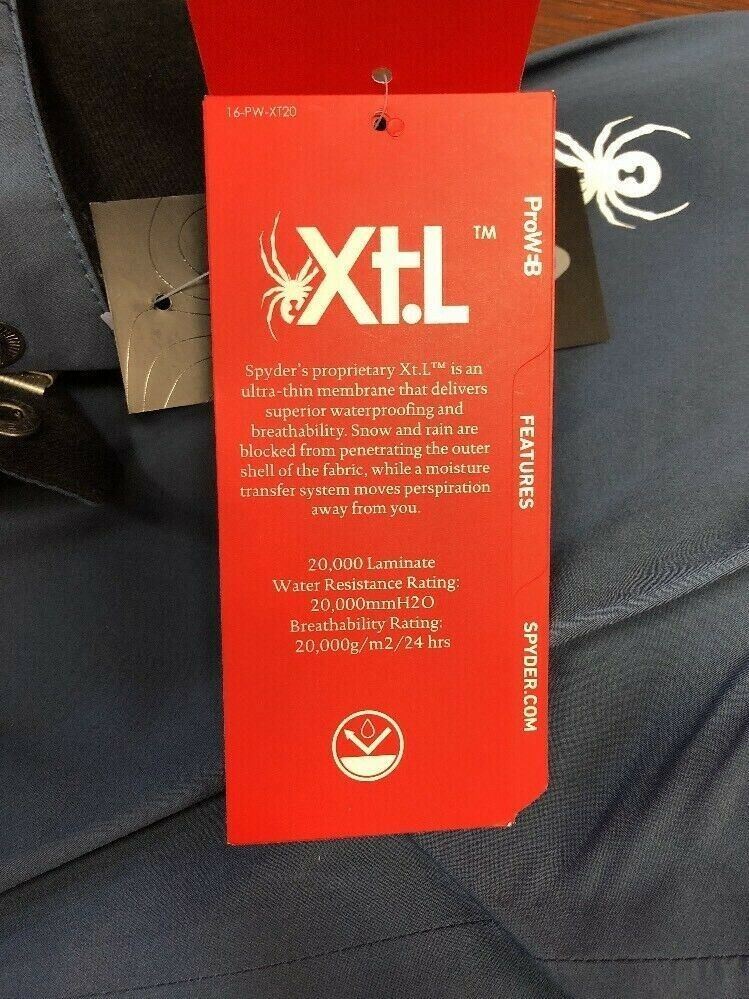 16-PW-XT20
Xt.L™
Spyder's proprietary Xt.L™ is an
ultra-thin membrane that delivers
superior waterproofing and
breathability. Snow and rain are
blocked from penetrating the outer
shell of the fabric, while a moisture
transfer system moves perspiration
away from you.
20,000 Laminate
Water Resistance Rating:
20,000mmH2O
Breathability Rating:
20,000g/m2/24 hrs
ProWEB
FEATURES
SPYDER.COM